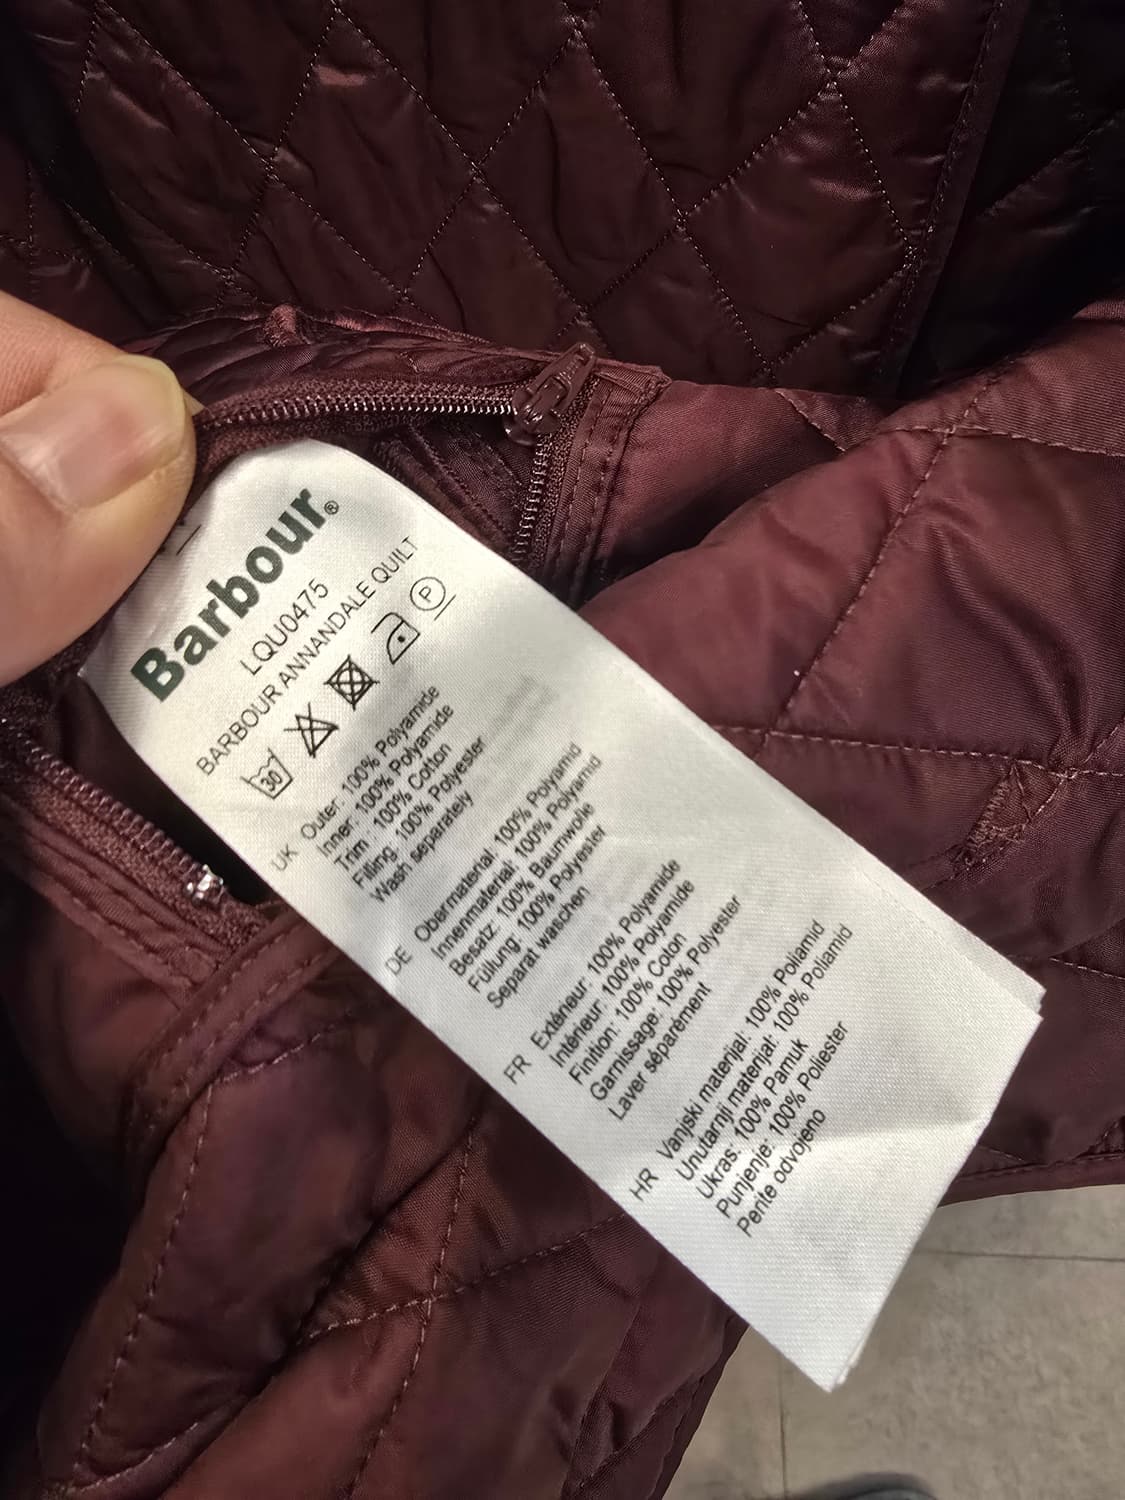 Barbour®
LQU0475
BARBOUR ANNANDALE QUILT
30 P
UK Outer: 100% Polyamide
Inner: 100% Polyamide
Trim : 100% Cotton
Filling: 100% Polyester
Wash separately
DE Obermaterial: 100% Polyamid
Innenmaterial: 100% Polyamid
Besatz: 100% Baumwolle
Füllung: 100% Polyester
Separat waschen
FR Extérieur: 100% Polyamide
Intérieur: 100% Polyamide
Finition: 100% Coton
Garnissage: 100% Polyester
Laver séparément
HR Vanjski materijal: 100% Poliamid
Unutarnji materijal: 100% Poliamid
Ukras: 100% Pamuk
Punjenje: 100% Poliester
Perite odvojeno